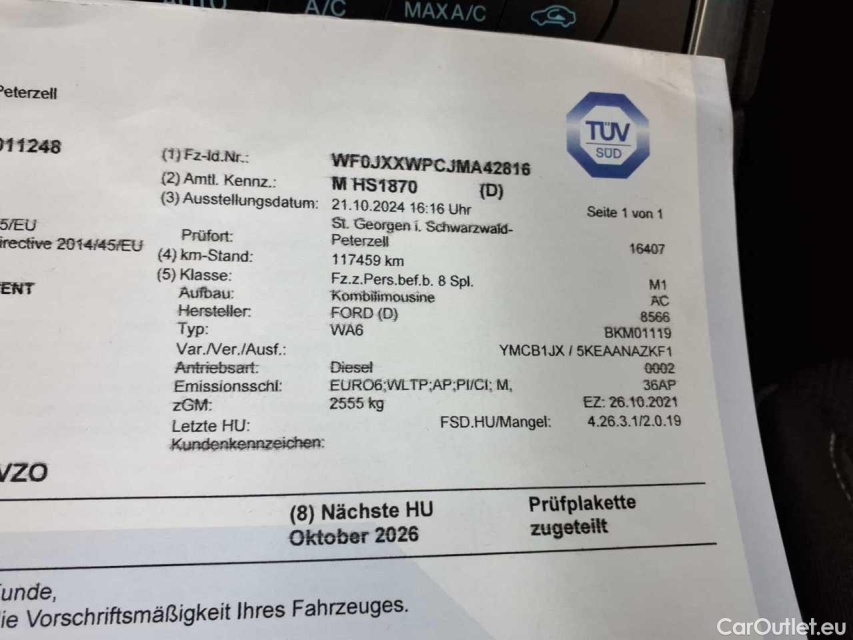 AUTO A/C MAX A/C
Peterzell
TÜV
SÜD
011248
(1) Fz-Id.Nr.: WF0JXXWPCJMA42816
(2) Amtl. Kennz.: M HS1870 (D)
(3) Ausstellungsdatum: 21.10.2024 16:16 Uhr Seite 1 von 1
5/EU
Prüfort: St. Georgen i. Schwarzwald-
Peterzell 16407
irective 2014/45/EU
(4) km-Stand: 117459 km
(5) Klasse: Fz.z.Pers.bef.b. 8 Spl. M1
ENT
Aufbau: Kombilimousine AC
Hersteller: FORD (D) 8566
Typ: WA6 BKM01119
Var./Ver./Ausf.: YMCB1JX / 5KEAANAZKF1
Antriebsart: Diesel 0002
Emissionsschl: EURO6;WLTP;AP;PI/CI; M, 36AP
zGM: 2555 kg EZ: 26.10.2021
Letzte HU: FSD.HU/Mangel: 4.26.3.1/2.0.19
Kundenkennzeichen:
VZO
(8) Nächste HU Prüfplakette
Oktober 2026 zugeteilt
unde,
ie Vorschriftsmäßigkeit Ihres Fahrzeuges.
CarOutlet.eu